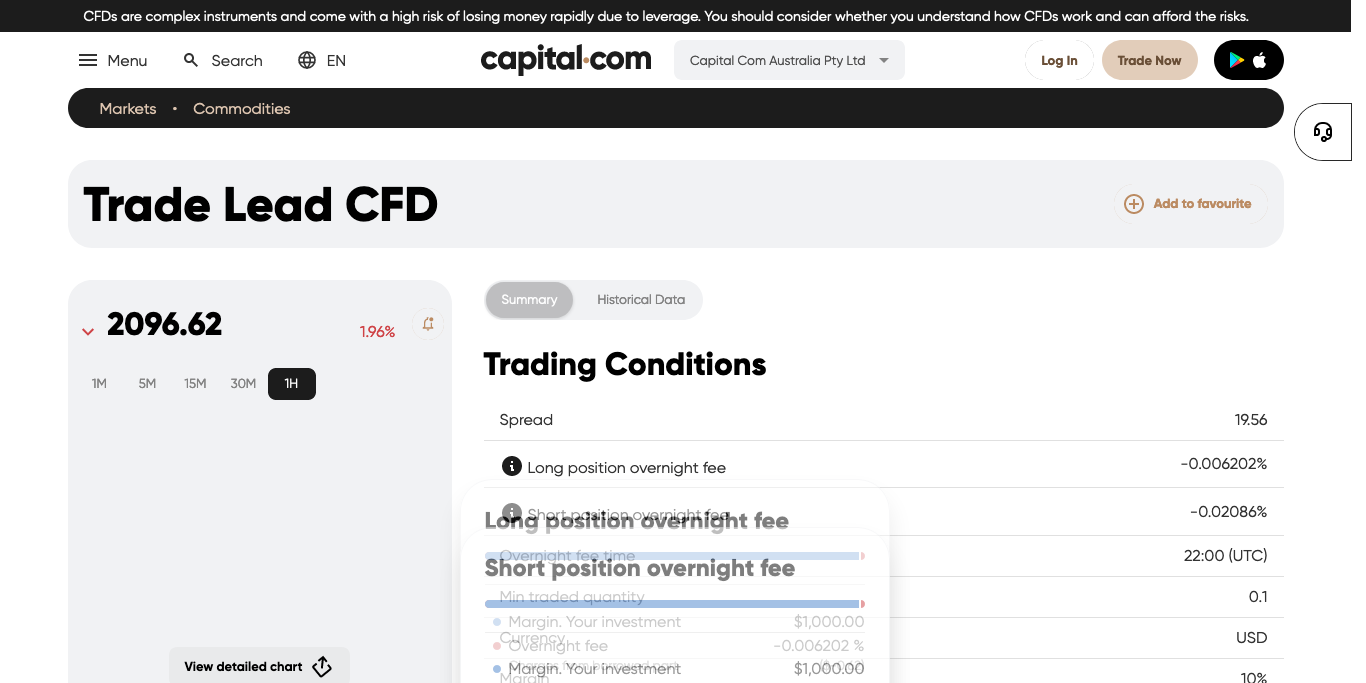 CFDs are complex instruments and come with a high risk of losing money rapidly due to leverage. You should consider whether you understand how CFDs work and can afford the risks.
Menu Search EN capital.com Capital Com Australia Pty Ltd Log In Trade Now
Markets • Commodities
Trade Lead CFD Add to favourite
2096.62 1.96%
1M 5M 15M 30M 1H
View detailed chart
Summary Historical Data
Trading Conditions
Spread 19.56
Long position overnight fee -0.006202%
Short position overnight fee -0.02086%
Long position overnight fee
Overnight fee time 22:00 (UTC)
Short position overnight fee
Min traded quantity 0.1
Margin. Your investment $1,000.00
Currency USD
Overnight fee -0.006202 %
Margin. Your investment $1,000.00
Margin 10%